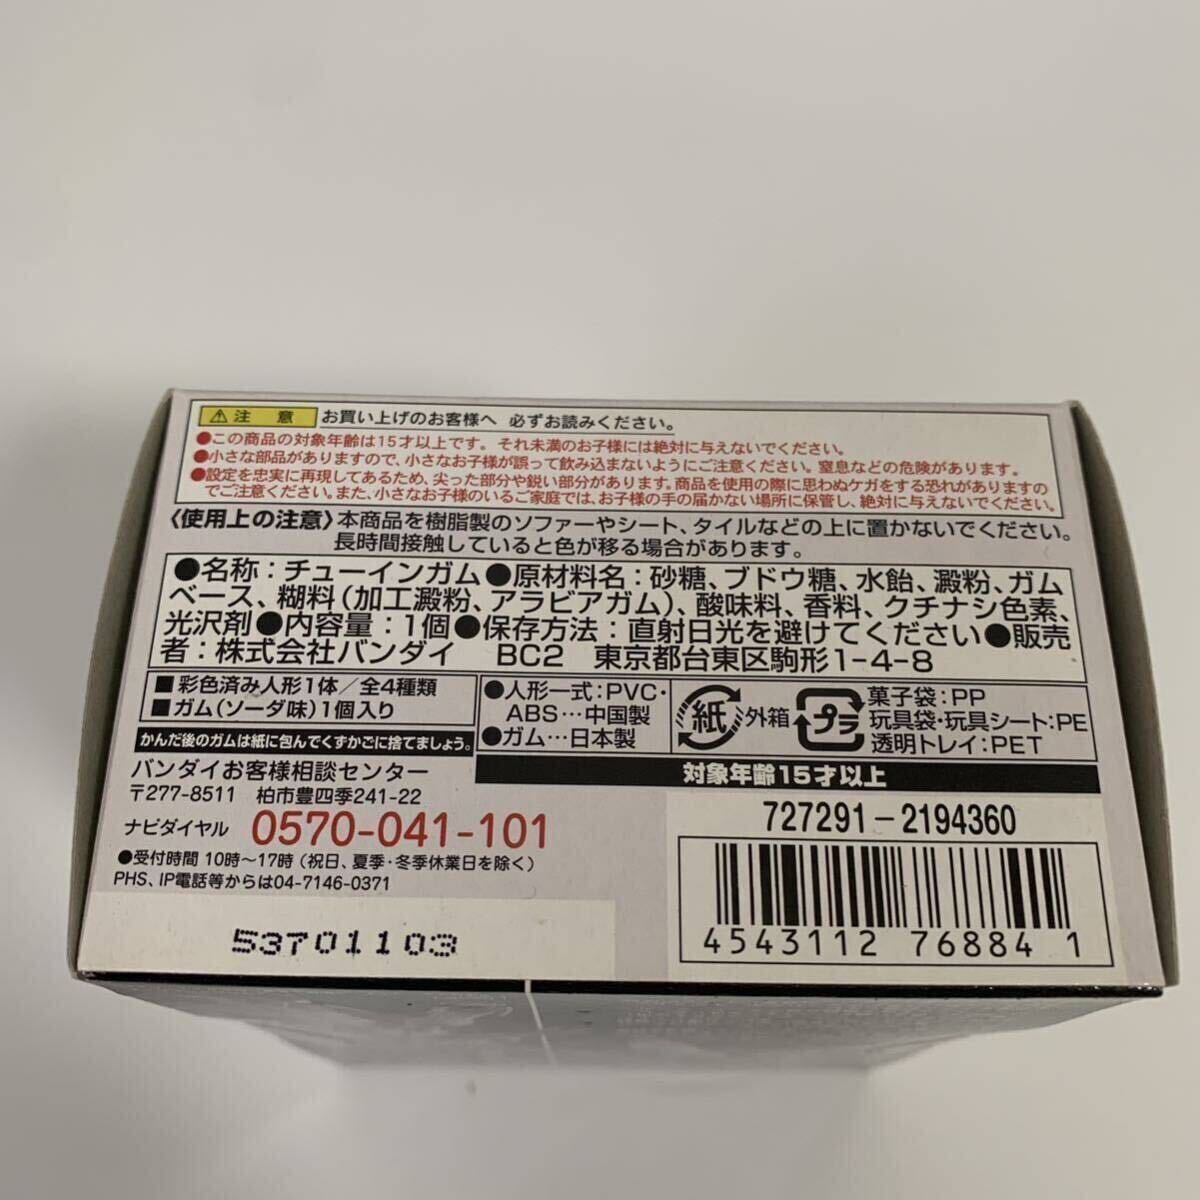 ⚠注 意 お買い上げのお客様へ 必ずお読みください。
●この商品の対象年齢は15才以上です。それ未満のお子様には絶対に与えないでください。
●小さな部品がありますので、小さなお子様が誤って飲み込まないようにご注意ください。窒息などの危険があります。
●設定を忠実に再現してあるため、尖った部分や鋭い部分があります。商品を使用の際に思わぬケガをする恐れがありますの
でご注意ください。また、小さなお子様のいるご家庭では、お子様の手の届かない場所に保管し、絶対に与えないでください。
〈使用上の注意〉本商品を樹脂製のソファーやシート、タイルなどの上に置かないでください。
長時間接触していると色が移る場合があります。
●名称：チューインガム●原材料名：砂糖、ブドウ糖、水飴、澱粉、ガム
ベース、糊料（加工澱粉、アラビアガム）、酸味料、香料、クチナシ色素、
光沢剤●内容量：1個●保存方法：直射日光を避けてください●販売
者：株式会社バンダイ BC2 東京都台東区駒形1-4-8
■彩色済み人形1体／全4種類
■ガム（ソーダ味）1個入り
かんだ後のガムは紙に包んでくずかごに捨てましょう。
●人形一式：PVC・
ABS…中国製
●ガム…日本製
紙 外箱
プラ
菓子袋：PP
玩具袋・玩具シート：PE
透明トレイ：PET
対象年齢15才以上
バンダイお客様相談センター
〒277-8511 柏市豊四季241-22
ナビダイヤル 0570-041-101
●受付時間 10時～17時（祝日、夏季・冬季休業日を除く）
PHS、IP電話等からは04-7146-0371
53701103
727291-2194360
4543112 768841